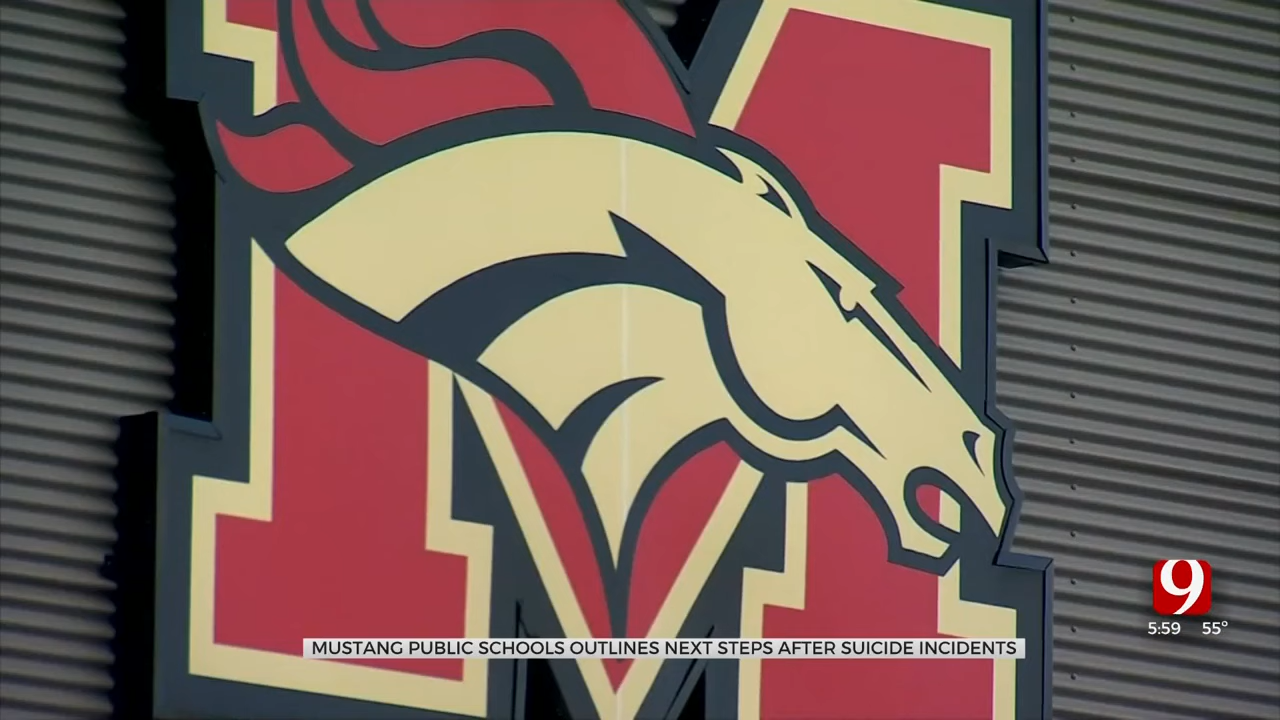 M
9
5:59 55°
MUSTANG PUBLIC SCHOOLS OUTLINES NEXT STEPS AFTER SUICIDE INCIDENTS